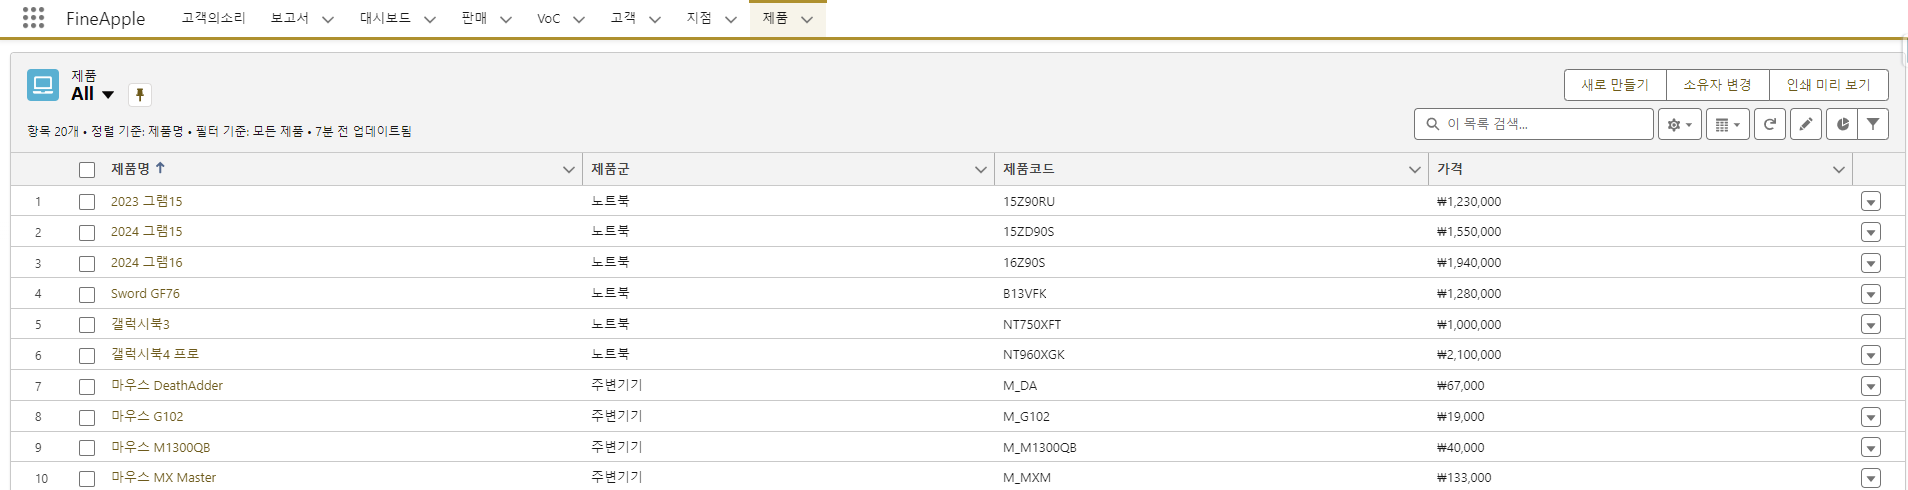 FineApple 고객의소리 보고서 대시보드 판매 VoC 고객 지점 제품
제품
All
새로 만들기 소유자 변경 인쇄 미리 보기
항목 20개 • 정렬 기준: 제품명 • 필터 기준: 모든 제품 • 7분 전 업데이트됨
이 목록 검색...
제품명 제품군 제품코드 가격
1 2023 그램15 노트북 15Z90RU ₩1,230,000
2 2024 그램15 노트북 15ZD90S ₩1,550,000
3 2024 그램16 노트북 16Z90S ₩1,940,000
4 Sword GF76 노트북 B13VFK ₩1,280,000
5 갤럭시북3 노트북 NT750XFT ₩1,000,000
6 갤럭시북4 프로 노트북 NT960XGK ₩2,100,000
7 마우스 DeathAdder 주변기기 M_DA ₩67,000
8 마우스 G102 주변기기 M_G102 ₩19,000
9 마우스 M1300QB 주변기기 M_M1300QB ₩40,000
10 마우스 MX Master 주변기기 M_MXM ₩133,000